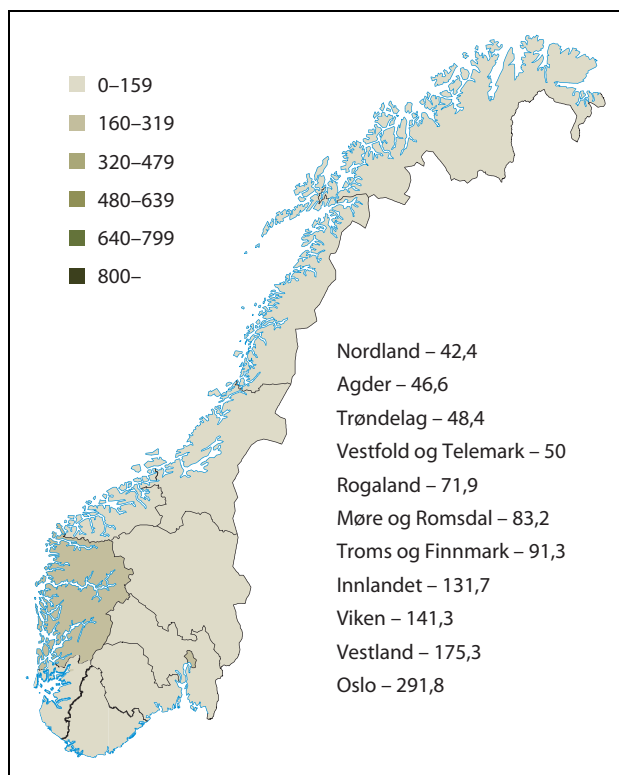 0–159
160–319
320–479
480–639
640–799
800–
Nordland – 42,4
Agder – 46,6
Trøndelag – 48,4
Vestfold og Telemark – 50
Rogaland – 71,9
Møre og Romsdal – 83,2
Troms og Finnmark – 91,3
Innlandet – 131,7
Viken – 141,3
Vestland – 175,3
Oslo – 291,8